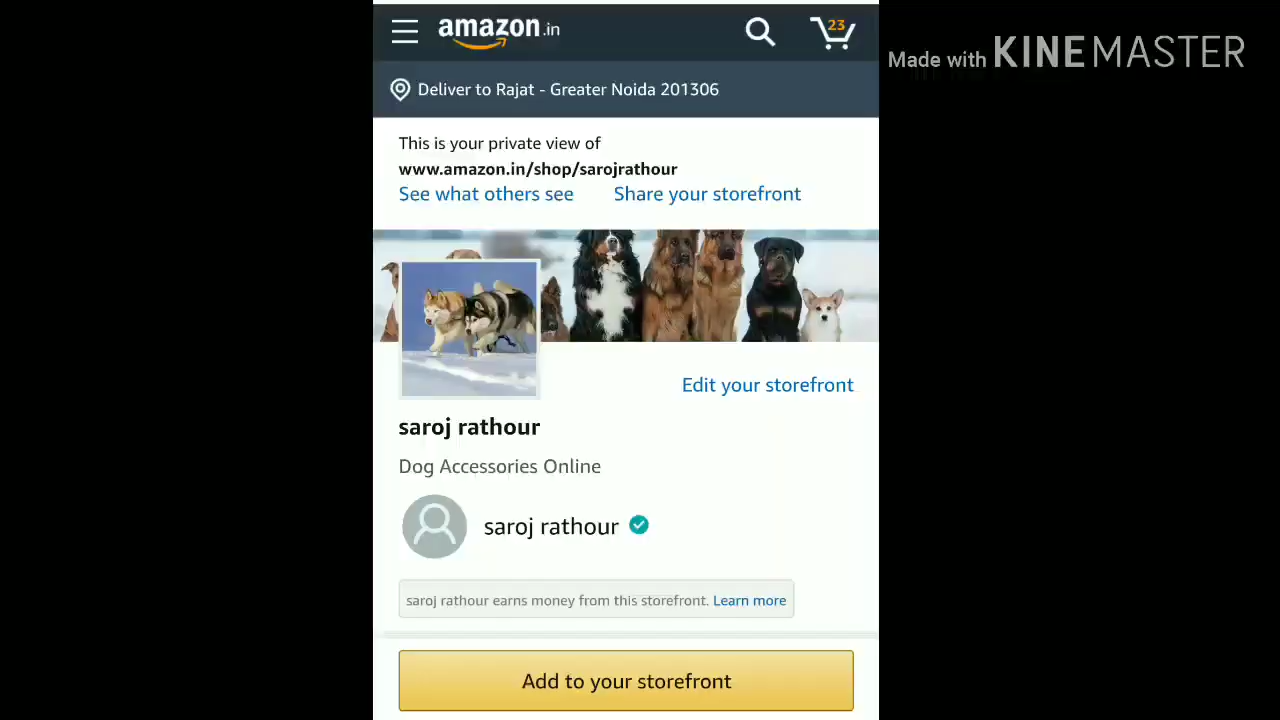 amazon.in
23
Made with KINEMASTER
Deliver to Rajat - Greater Noida 201306
This is your private view of
www.amazon.in/shop/sarojrathour
See what others see Share your storefront
Edit your storefront
saroj rathour
Dog Accessories Online
saroj rathour
saroj rathour earns money from this storefront. Learn more
Add to your storefront